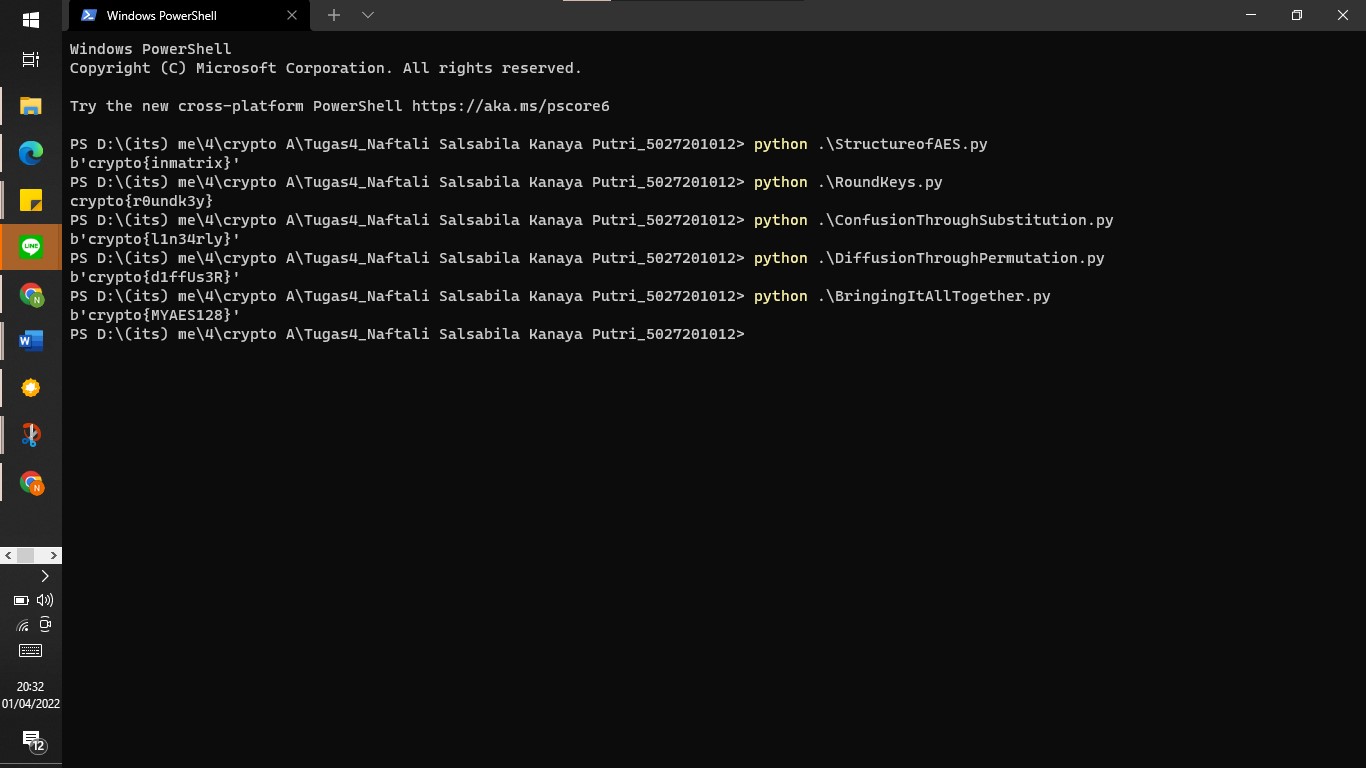 Windows PowerShell
Windows PowerShell
Copyright (C) Microsoft Corporation. All rights reserved.
Try the new cross-platform PowerShell https://aka.ms/pscore6
PS D:\(its) me\4\crypto A\Tugas4_Naftali Salsabila Kanaya Putri_5027201012> python .\StructureofAES.py
b'crypto{inmatrix}'
PS D:\(its) me\4\crypto A\Tugas4_Naftali Salsabila Kanaya Putri_5027201012> python .\RoundKeys.py
crypto{r0undk3y}
PS D:\(its) me\4\crypto A\Tugas4_Naftali Salsabila Kanaya Putri_5027201012> python .\ConfusionThroughSubstitution.py
b'crypto{l1n34rly}'
PS D:\(its) me\4\crypto A\Tugas4_Naftali Salsabila Kanaya Putri_5027201012> python .\DiffusionThroughPermutation.py
b'crypto{d1ffUs3R}'
PS D:\(its) me\4\crypto A\Tugas4_Naftali Salsabila Kanaya Putri_5027201012> python .\BringingItAllTogether.py
b'crypto{MYAES128}'
PS D:\(its) me\4\crypto A\Tugas4_Naftali Salsabila Kanaya Putri_5027201012>
LINE
N
W
N
20:32
01/04/2022
12